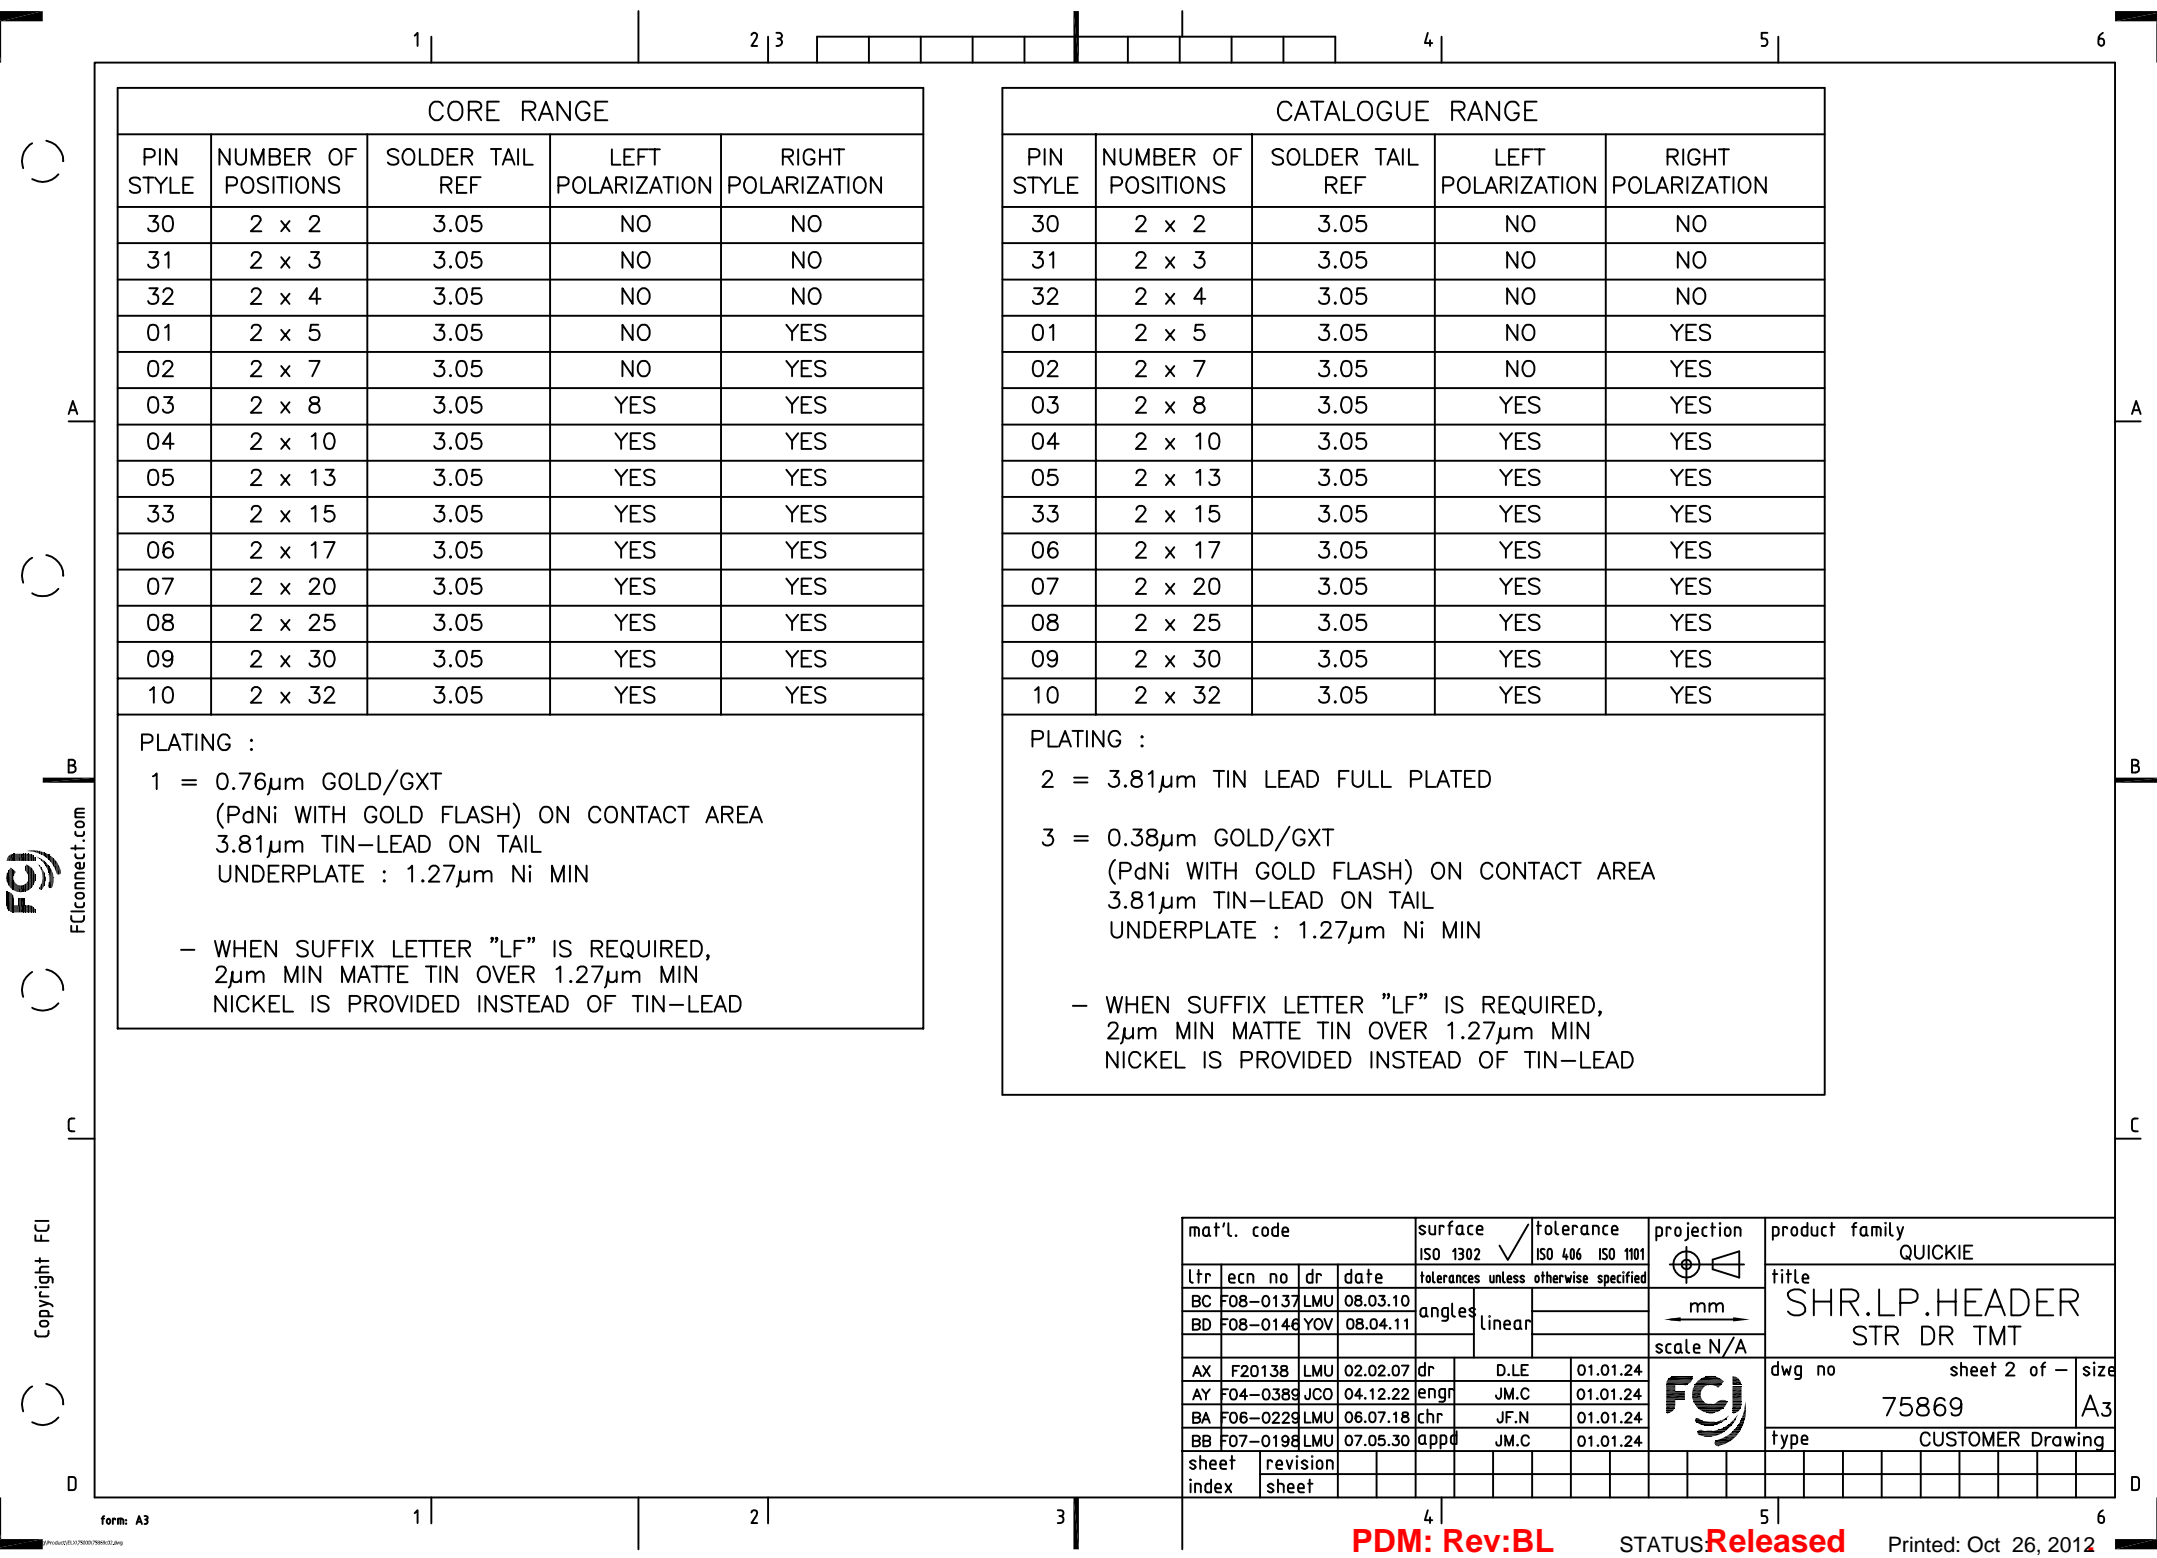 1 2 3 4 5 6
CORE RANGE
PIN STYLE NUMBER OF POSITIONS SOLDER TAIL REF LEFT POLARIZATION RIGHT POLARIZATION
30 2 x 2 3.05 NO NO
31 2 x 3 3.05 NO NO
32 2 x 4 3.05 NO NO
01 2 x 5 3.05 NO YES
02 2 x 7 3.05 NO YES
03 2 x 8 3.05 YES YES
04 2 x 10 3.05 YES YES
05 2 x 13 3.05 YES YES
33 2 x 15 3.05 YES YES
06 2 x 17 3.05 YES YES
07 2 x 20 3.05 YES YES
08 2 x 25 3.05 YES YES
09 2 x 30 3.05 YES YES
10 2 x 32 3.05 YES YES
PLATING :
1 = 0.76µm GOLD/GXT
(PdNi WITH GOLD FLASH) ON CONTACT AREA
3.81µm TIN-LEAD ON TAIL
UNDERPLATE : 1.27µm Ni MIN
- WHEN SUFFIX LETTER "LF" IS REQUIRED,
2µm MIN MATTE TIN OVER 1.27µm MIN
NICKEL IS PROVIDED INSTEAD OF TIN-LEAD
CATALOGUE RANGE
PIN STYLE NUMBER OF POSITIONS SOLDER TAIL REF LEFT POLARIZATION RIGHT POLARIZATION
30 2 x 2 3.05 NO NO
31 2 x 3 3.05 NO NO
32 2 x 4 3.05 NO NO
01 2 x 5 3.05 NO YES
02 2 x 7 3.05 NO YES
03 2 x 8 3.05 YES YES
04 2 x 10 3.05 YES YES
05 2 x 13 3.05 YES YES
33 2 x 15 3.05 YES YES
06 2 x 17 3.05 YES YES
07 2 x 20 3.05 YES YES
08 2 x 25 3.05 YES YES
09 2 x 30 3.05 YES YES
10 2 x 32 3.05 YES YES
PLATING :
2 = 3.81µm TIN LEAD FULL PLATED
3 = 0.38µm GOLD/GXT
(PdNi WITH GOLD FLASH) ON CONTACT AREA
3.81µm TIN-LEAD ON TAIL
UNDERPLATE : 1.27µm Ni MIN
- WHEN SUFFIX LETTER "LF" IS REQUIRED,
2µm MIN MATTE TIN OVER 1.27µm MIN
NICKEL IS PROVIDED INSTEAD OF TIN-LEAD
A A
B B
C C
D D
FCI
FCIconnect.com
Copyright FCI
mat'l. code surface tolerance projection product family
ISO 1302 ISO 406 ISO 1101 QUICKIE
ltr ecn no dr date tolerances unless otherwise specified title
BC F08-0137 LMU 08.03.10 angles linear mm SHR.LP.HEADER
BD F08-0146 YOV 08.04.11 STR DR TMT
scale N/A
AX F20138 LMU 02.02.07 dr D.LE 01.01.24 FCI dwg no sheet 2 of - size
AY F04-0389 JCO 04.12.22 engr JM.C 01.01.24 75869 A3
BA F06-0229 LMU 06.07.18 chr JF.N 01.01.24
BB F07-0198 LMU 07.05.30 appd JM.C 01.01.24 type CUSTOMER Drawing
sheet index revision
sheet
form: A3
1 2 3 4 5 6
PDM: Rev:BL STATUS:Released Printed: Oct 26, 2012